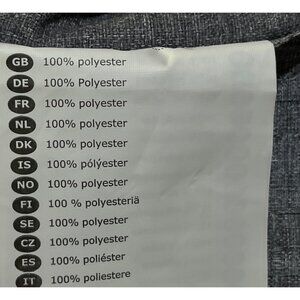 GB 100% polyester
DE 100% Polyester
FR 100% polyester
NL 100% polyester
DK 100% polyester
IS 100% pólýester
NO 100% polyester
FI 100 % polyesteriä
SE 100% polyester
CZ 100% polyester
ES 100% poliéster
IT 100% poliestere